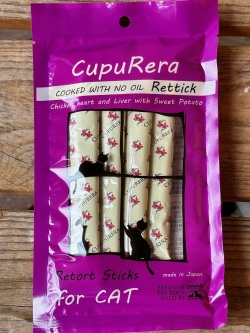 CupuRera
COOKED WITH NO OIL Rettick
Chicken heart and Liver with Sweet Potato
Retort Sticks
made in Japan
for CAT